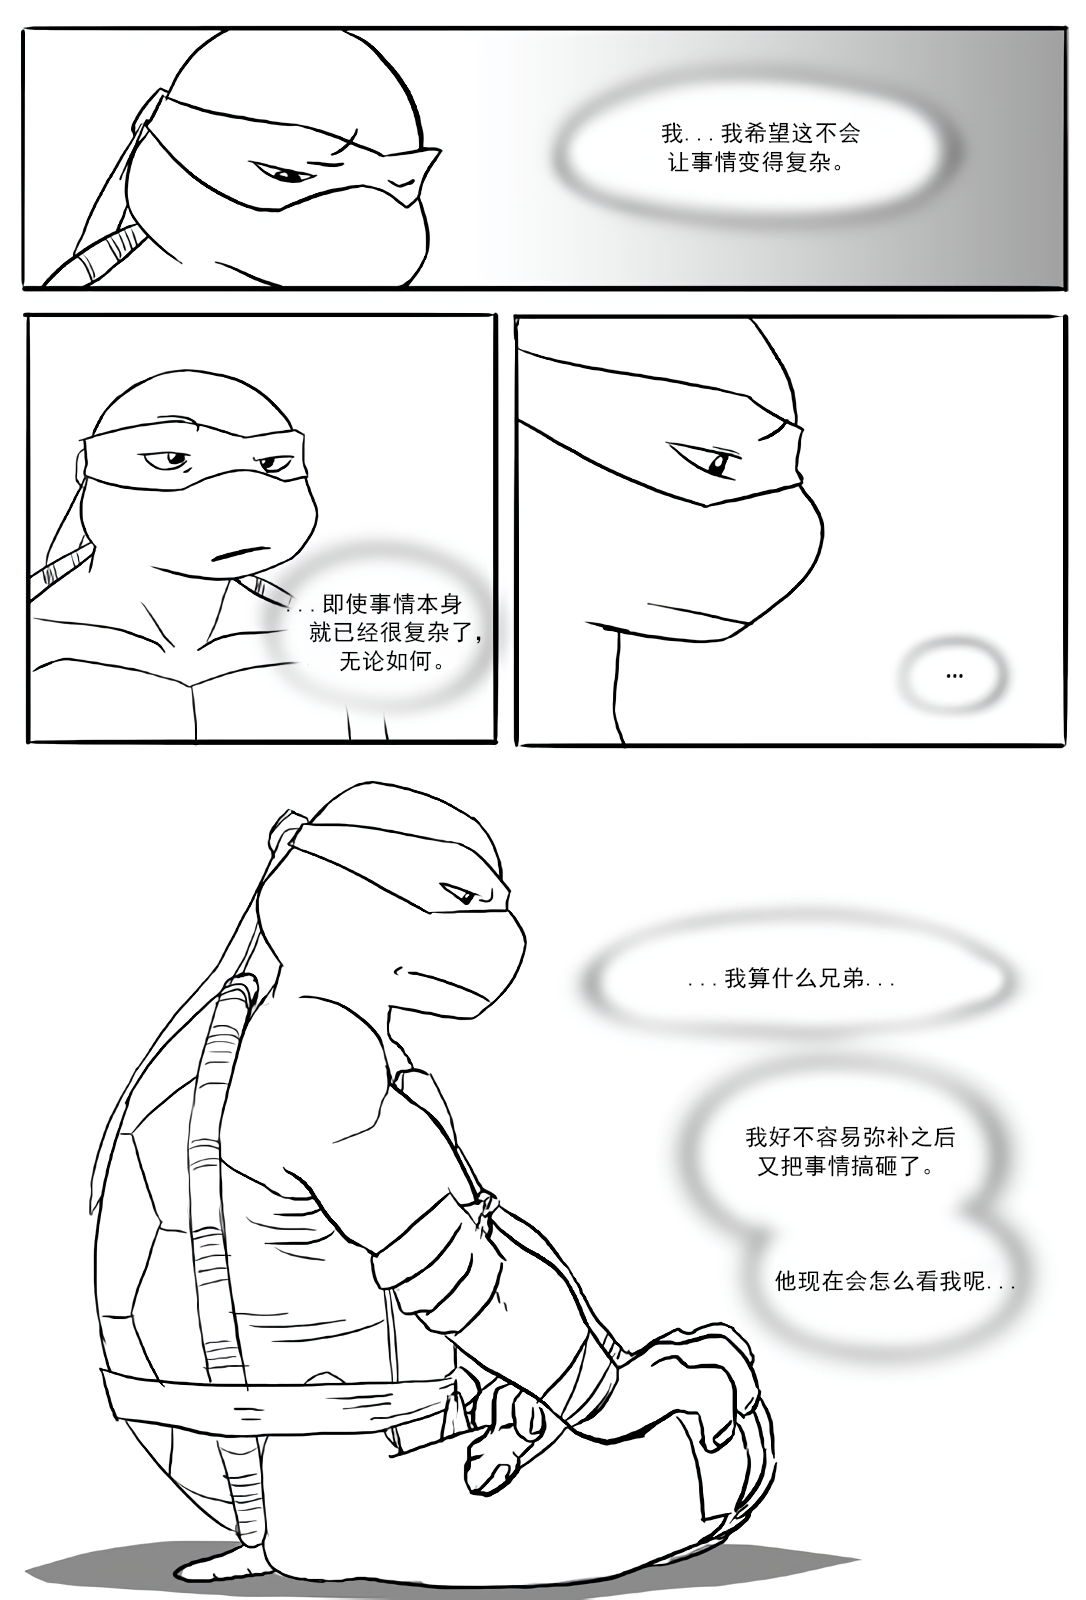 我...我希望这不会
让事情变得复杂。
...即使事情本身
就已经很复杂了，
无论如何。
...
...我算什么兄弟...
我好不容易弥补之后
又把事情搞砸了。
他现在会怎么看我呢...